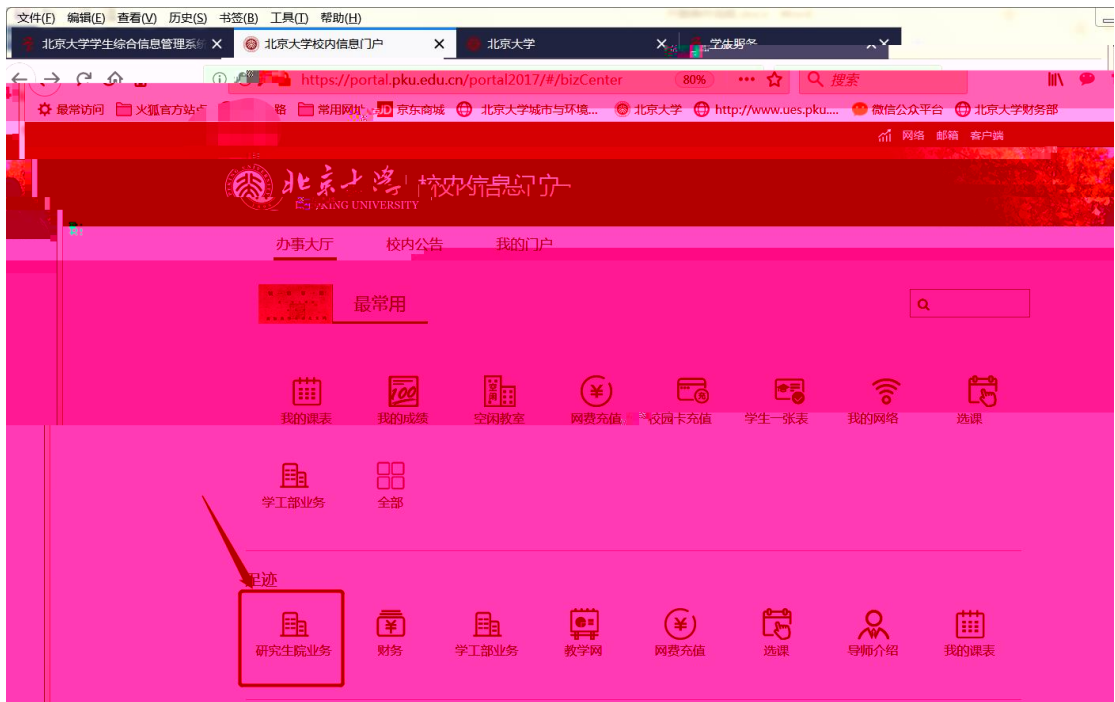 文件(F) 编辑(E) 查看(V) 历史(S) 书签(B) 工具(T) 帮助(H)
北京大学学生综合信息管理系统 北京大学校内信息门户 北京大学
https://portal.pku.edu.cn/portal2017/#/bizCenter 80% 搜索
最常访问 火狐官方站点 常用网址 JD 京东商城 北京大学城市与环境... 北京大学 http://www.ues.pku.... 微信公众平台 北京大学财务部
网络 邮箱 客户端
北京大学 校内信息门户
PEKING UNIVERSITY
办事大厅 校内公告 我的门户
最常用
100 空闲
我的课表 我的成绩 空闲教室 网费充值 校园卡充值 学生一张表 我的网络 选课
学工部业务 全部
足迹
研究生院业务 财务 学工部业务 教学网 网费充值 选课 导师介绍 我的课表